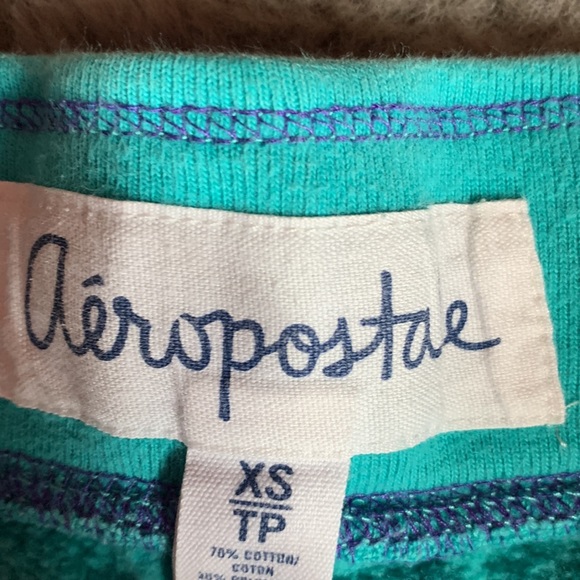 aéropostale
XS
TP
70% COTTON/
COTON